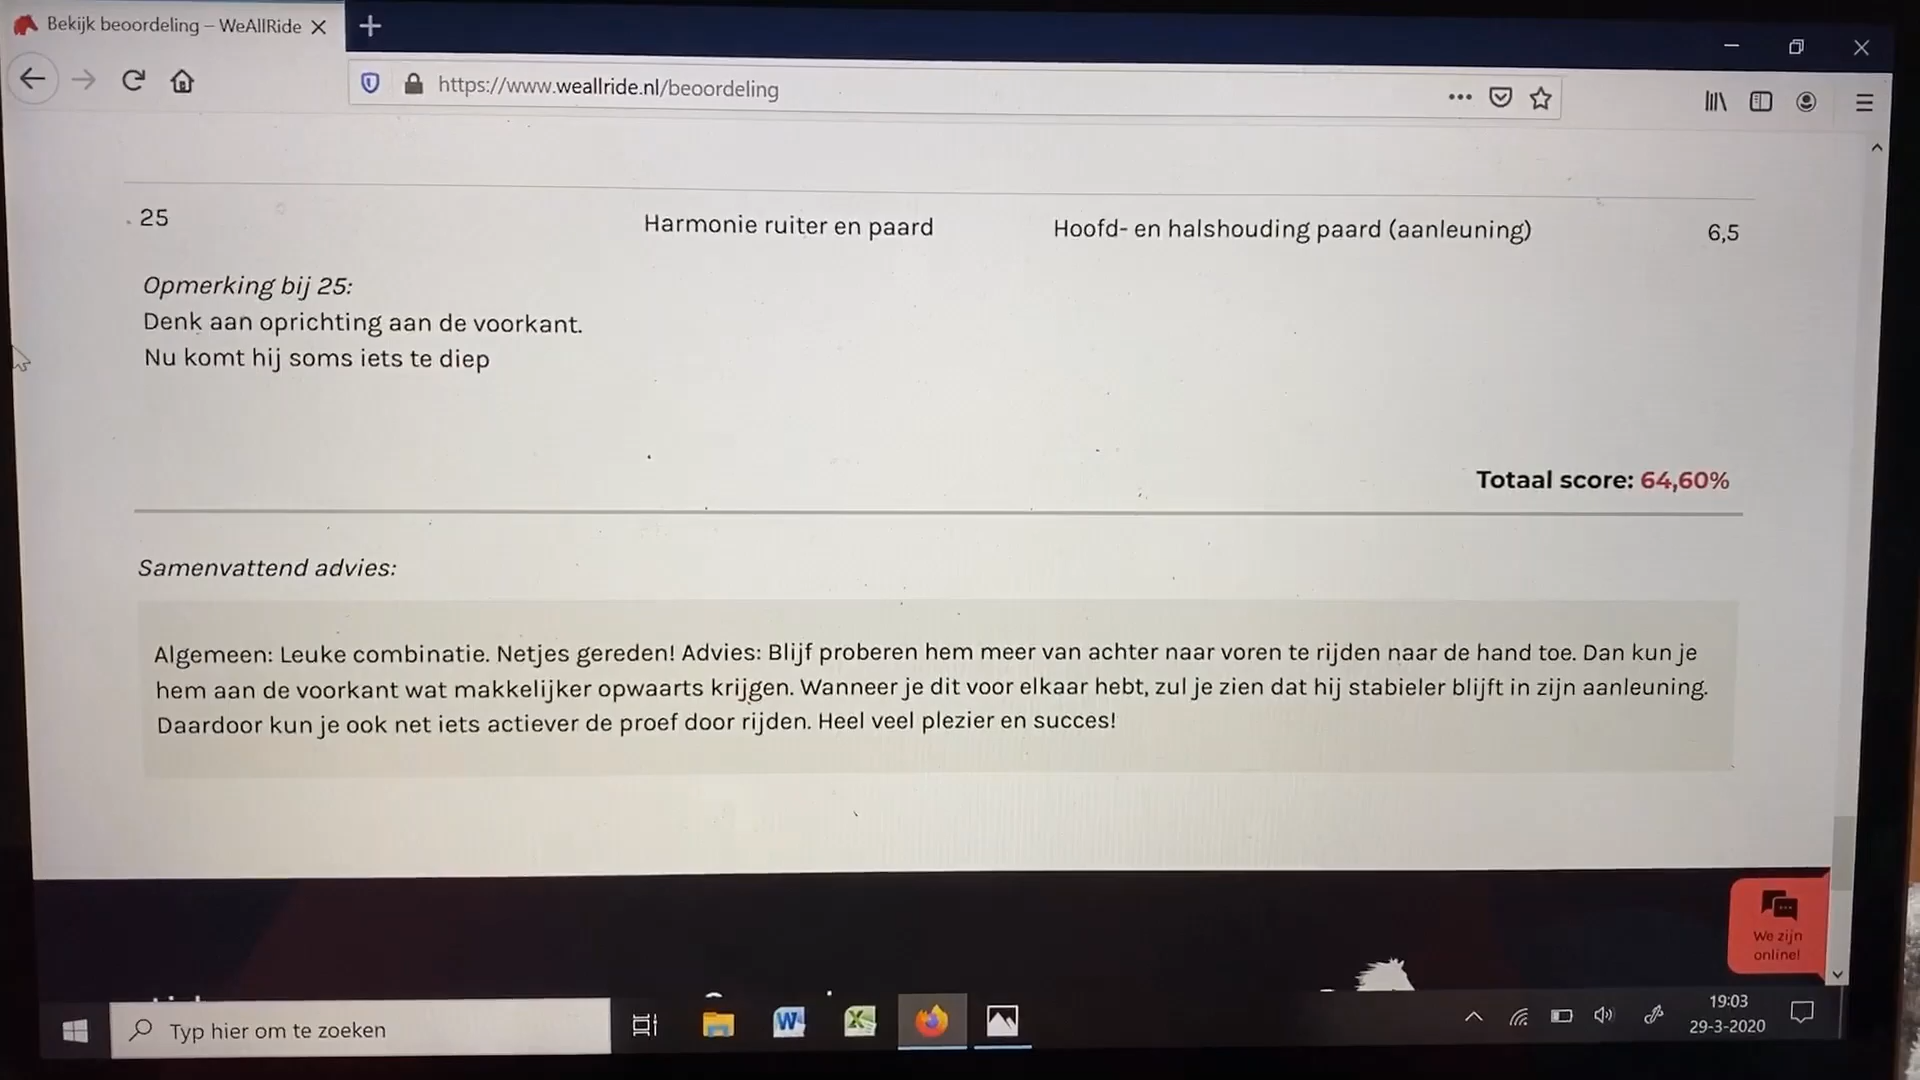 Bekijk beoordeling – WeAllRide
https://www.weallride.nl/beoordeling
25 Harmonie ruiter en paard Hoofd- en halshouding paard (aanleuning) 6,5
Opmerking bij 25:
Denk aan oprichting aan de voorkant.
Nu komt hij soms iets te diep
Totaal score: 64,60%
Samenvattend advies:
Algemeen: Leuke combinatie. Netjes gereden! Advies: Blijf proberen hem meer van achter naar voren te rijden naar de hand toe. Dan kun je
hem aan de voorkant wat makkelijker opwaarts krijgen. Wanneer je dit voor elkaar hebt, zul je zien dat hij stabieler blijft in zijn aanleuning.
Daardoor kun je ook net iets actiever de proef door rijden. Heel veel plezier en succes!
We zijn
online!
Typ hier om te zoeken
19:03
29-3-2020